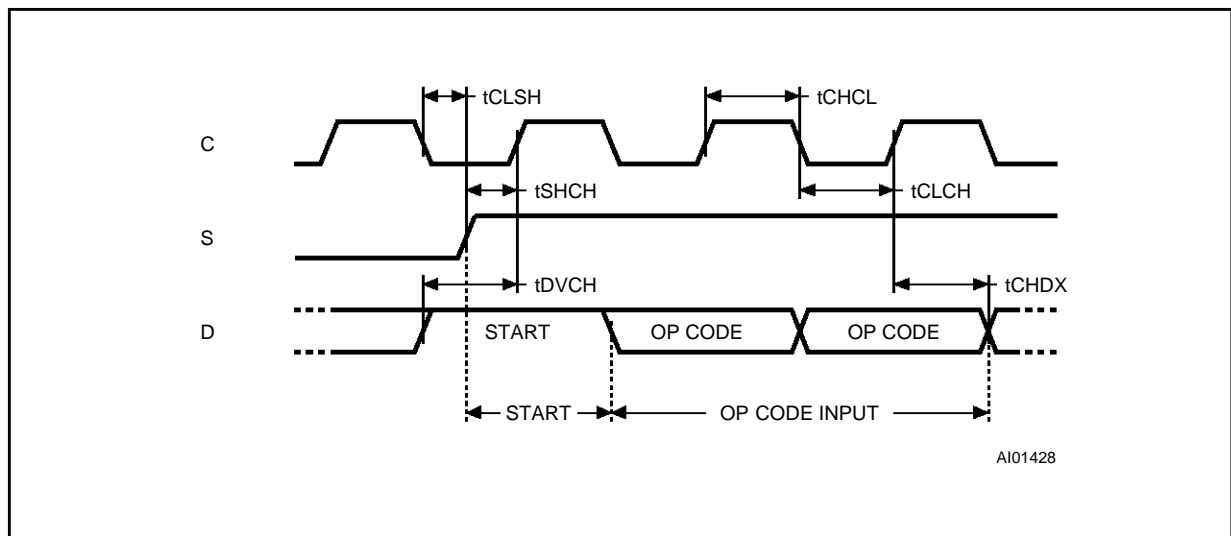 tCLSH
tCHCL
C
tSHCH
tCLCH
S
tDVCH
tCHDX
D
START
OP CODE
OP CODE
START
OP CODE INPUT
AI01428